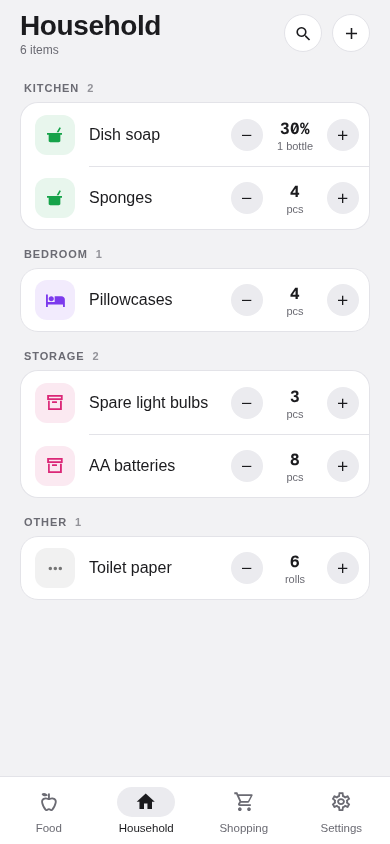 Household
6 items
KITCHEN 2
Dish soap − 30% +
1 bottle
Sponges − 4 +
pcs
BEDROOM 1
Pillowcases − 4 +
pcs
STORAGE 2
Spare light bulbs − 3 +
pcs
AA batteries − 8 +
pcs
OTHER 1
Toilet paper − 6 +
rolls
Food Household Shopping Settings